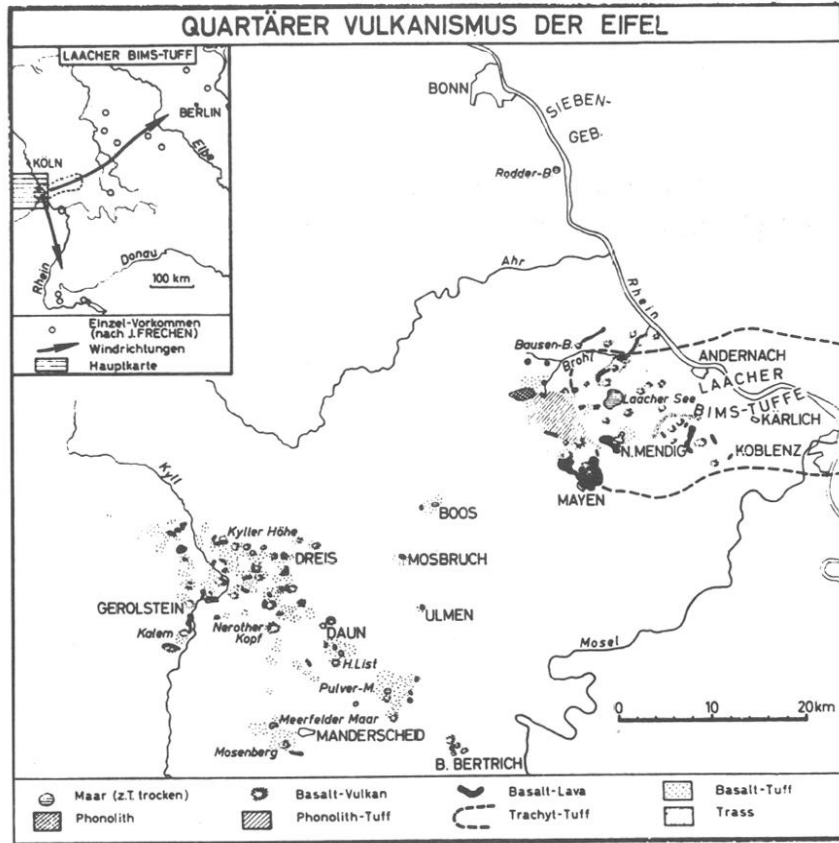 QUARTÄRER VULKANISMUS DER EIFEL
LAACHER BIMS-TUFF
BERLIN
Elbe
KÖLN
Donau
Rhein
100 km
Einzel-Vorkommen
(nach J. FRECHEN)
Windrichtungen
Hauptkarte
BONN
SIEBEN-
GEB.
Rodder-B
Ahr
Rhein
Bausen-B.
Brohl
ANDERNACH
LAACHER
Laacher See
BIMS-TUFFE
KÄRLICH
N.MENDIG
KOBLENZ
MAYEN
Kyll
BOOS
Kyller Höhe
DREIS
MOSBRUCH
GEROLSTEIN
ULMEN
Kalem
Nerother
Kopf
DAUN
Mosel
H.List
Pulver-M.
20km
0
10
Meerfelder Maar
MANDERSCHEID
Mosenberg
B. BERTRICH
Maar (z.T. trocken)
Basalt-Vulkan
Basalt-Lava
Basalt-Tuff
Phonolith
Phonolith-Tuff
Trachyt-Tuff
Trass